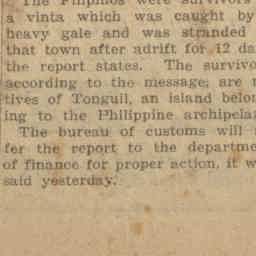 The Filipinos were survivors
a vinta which was caught by
heavy gale and was stranded
that town after adrift for 12 da
the report states. The survivo
according to the message, are n
tives of Tonguil, an island belon
ing to the Philippine archipela
The bureau of customs will r
fer the report to the departme
of finance for proper action, it w
said yesterday.